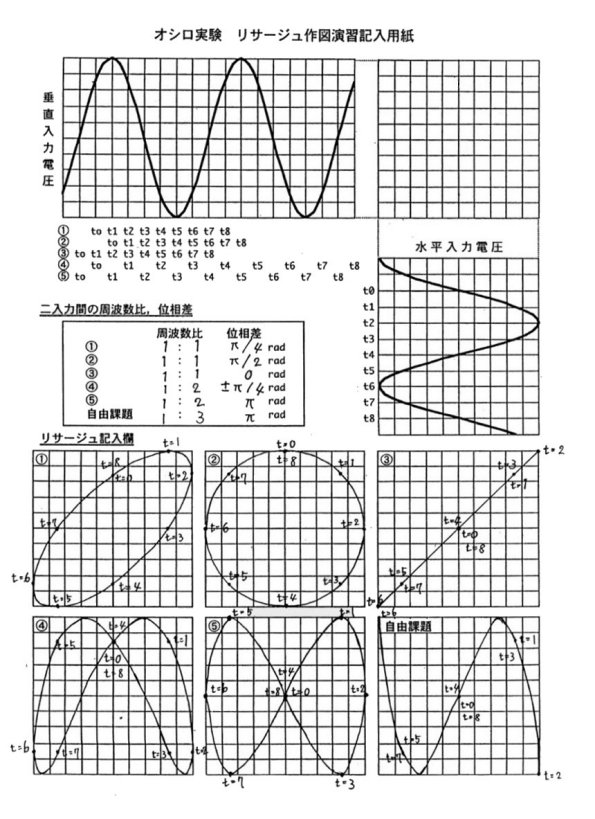 オシロ実験　リサージュ作図演習記入用紙
垂直入力電圧
① to t1 t2 t3 t4 t5 t6 t7 t8
② to t1 t2 t3 t4 t5 t6 t7 t8
③ to t1 t2 t3 t4 t5 t6 t7 t8
④ to t1 t2 t3 t4 t5 t6 t7 t8
⑤ to t1 t2 t3 t4 t5 t6 t7 t8
水平入力電圧
t0
t1
t2
t3
t4
t5
t6
t7
t8
二入力間の周波数比，位相差
周波数比 位相差
① 1 : 1 π/4 rad
② 1 : 1 π/2 rad
③ 1 : 1 0 rad
④ 1 : 2 ±π/4 rad
⑤ 1 : 2 π rad
自由課題 1 : 3 π rad
リサージュ記入欄
①
t=1
t=8
t=0
t=2
t=7
t=3
t=6
t=4
t=5
②
t=0
t=8
t=7
t=1
t=6
t=2
t=5
t=3
t=4
③
t=2
t=3
t=1
t=4
t=0
t=8
t=5
t=7
t=6
④
t=4
t=5
t=1
t=0
t=8
t=6
t=7
t=3
t=2
⑤
t=5
t=1
t=4
t=6
t=8
t=0
t=2
t=7
t=3
自由課題
t=1
t=3
t=4
t=0
t=8
t=5
t=7
t=2